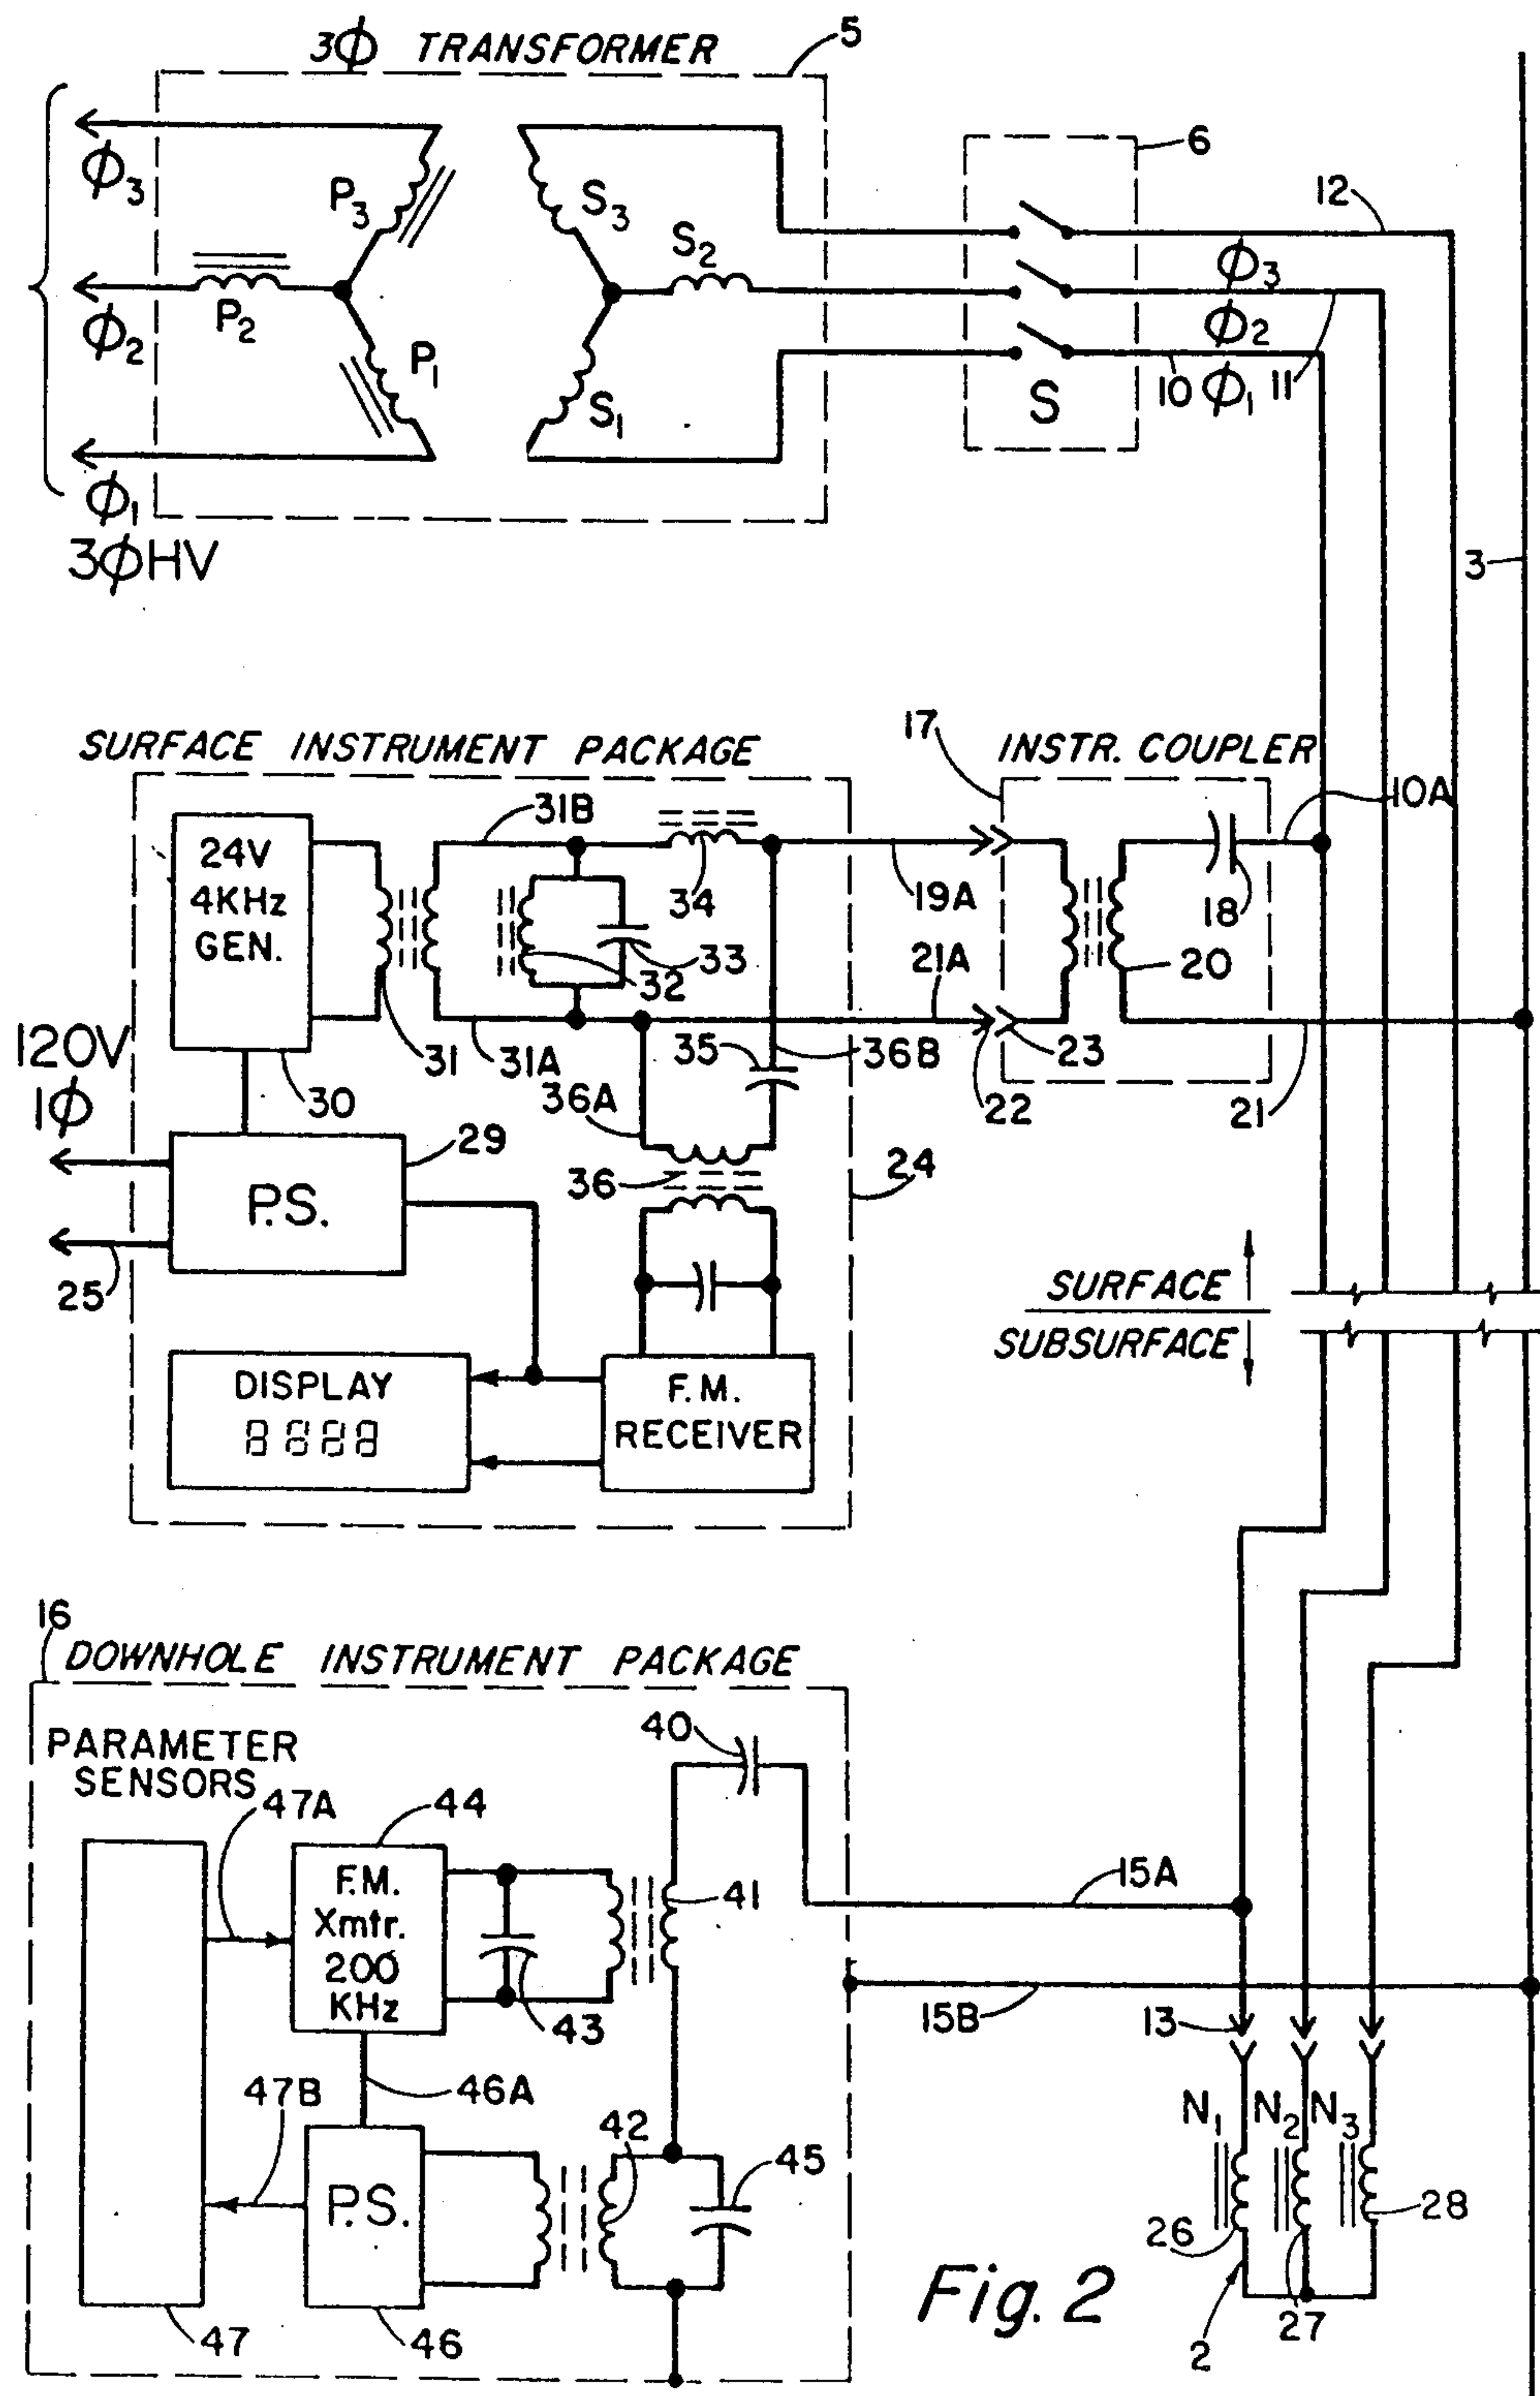 3Φ TRANSFORMER
5
Φ3
P3
S3
S2
Φ2
P2
P1
S1
Φ1
3ΦHV
6
S
12
Φ3
Φ2
10 Φ1 11
3
SURFACE INSTRUMENT PACKAGE
17
INSTR. COUPLER
10A
24V
4KHz
GEN.
31B
34
33
32
19A
18
20
21A
120V
1Φ
31
31A
35
36B
36A
30
22
23
21
29
P.S.
36
24
25
SURFACE
SUBSURFACE
DISPLAY
8888
F.M.
RECEIVER
16
DOWNHOLE INSTRUMENT PACKAGE
PARAMETER
SENSORS
40
47A
44
F.M.
Xmtr.
200
KHz
41
43
15A
15B
13
46A
47B
42
45
P.S.
N1
N2
N3
26
28
27
2
47
46
Fig. 2